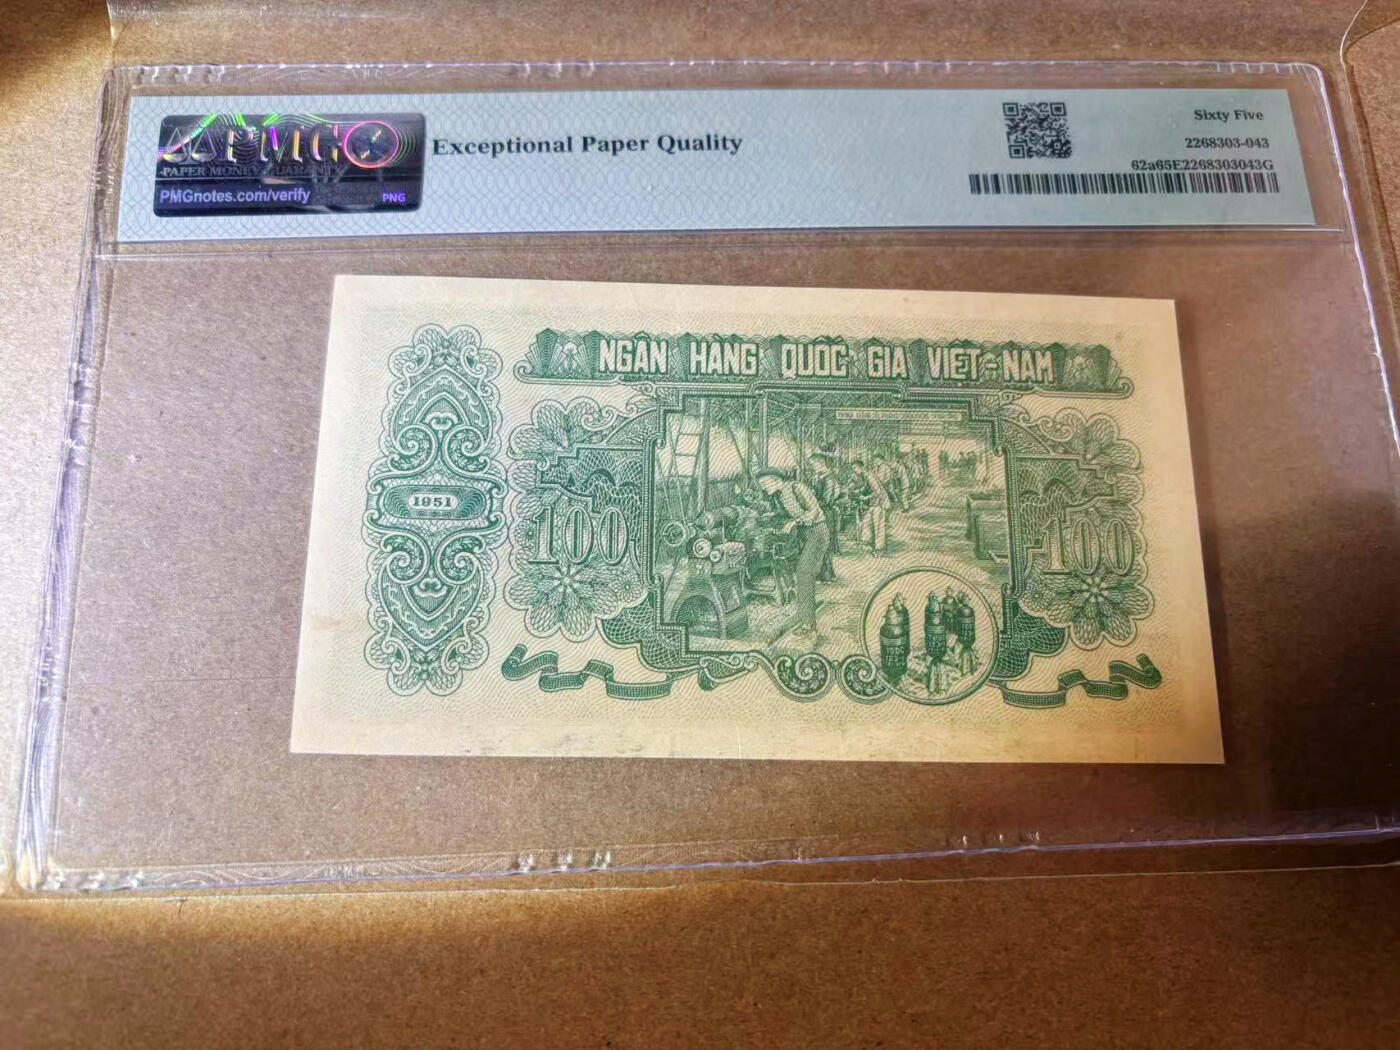 PMG
PAPER MONEY GUARANTY
PMGnotes.com/verify
PNG
Exceptional Paper Quality
Sixty Five
2268303-043
62a65E2268303043G
NGÂN HÀNG QUỐC GIA VIỆT=NAM
1951
100
100